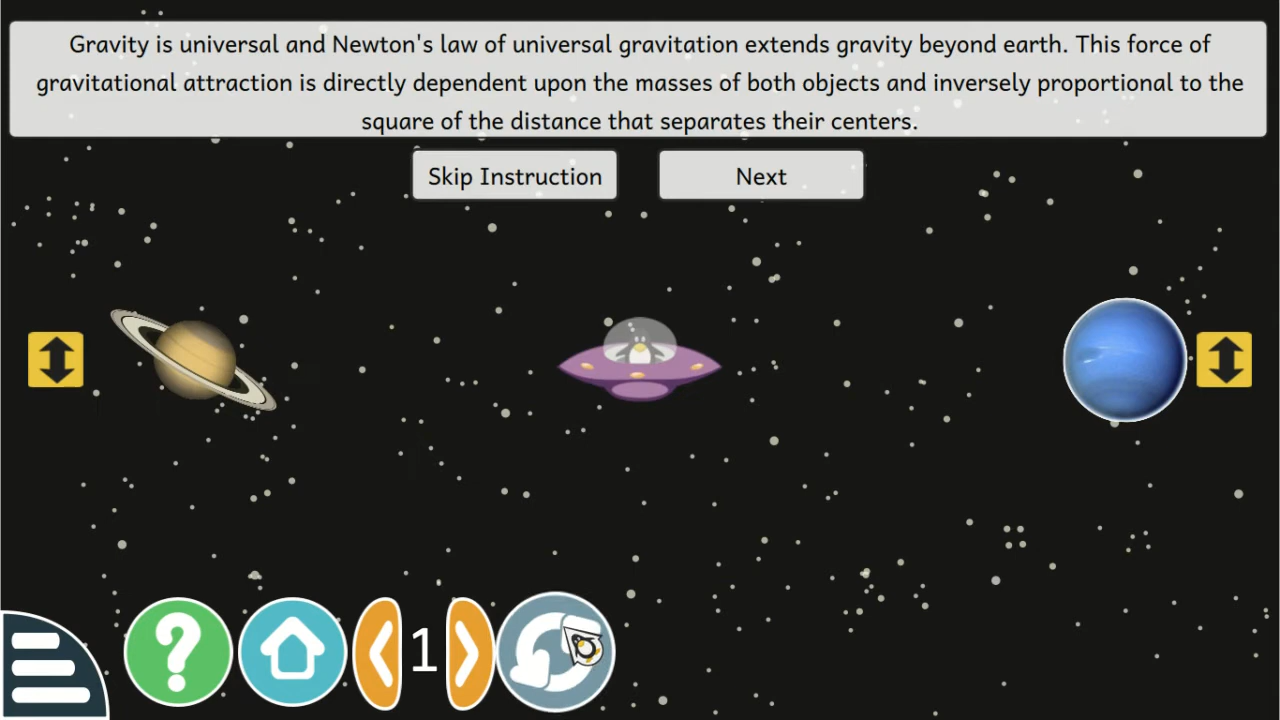 Gravity is universal and Newton's law of universal gravitation extends gravity beyond earth. This force of
gravitational attraction is directly dependent upon the masses of both objects and inversely proportional to the
square of the distance that separates their centers.
Skip Instruction
Next
?
1